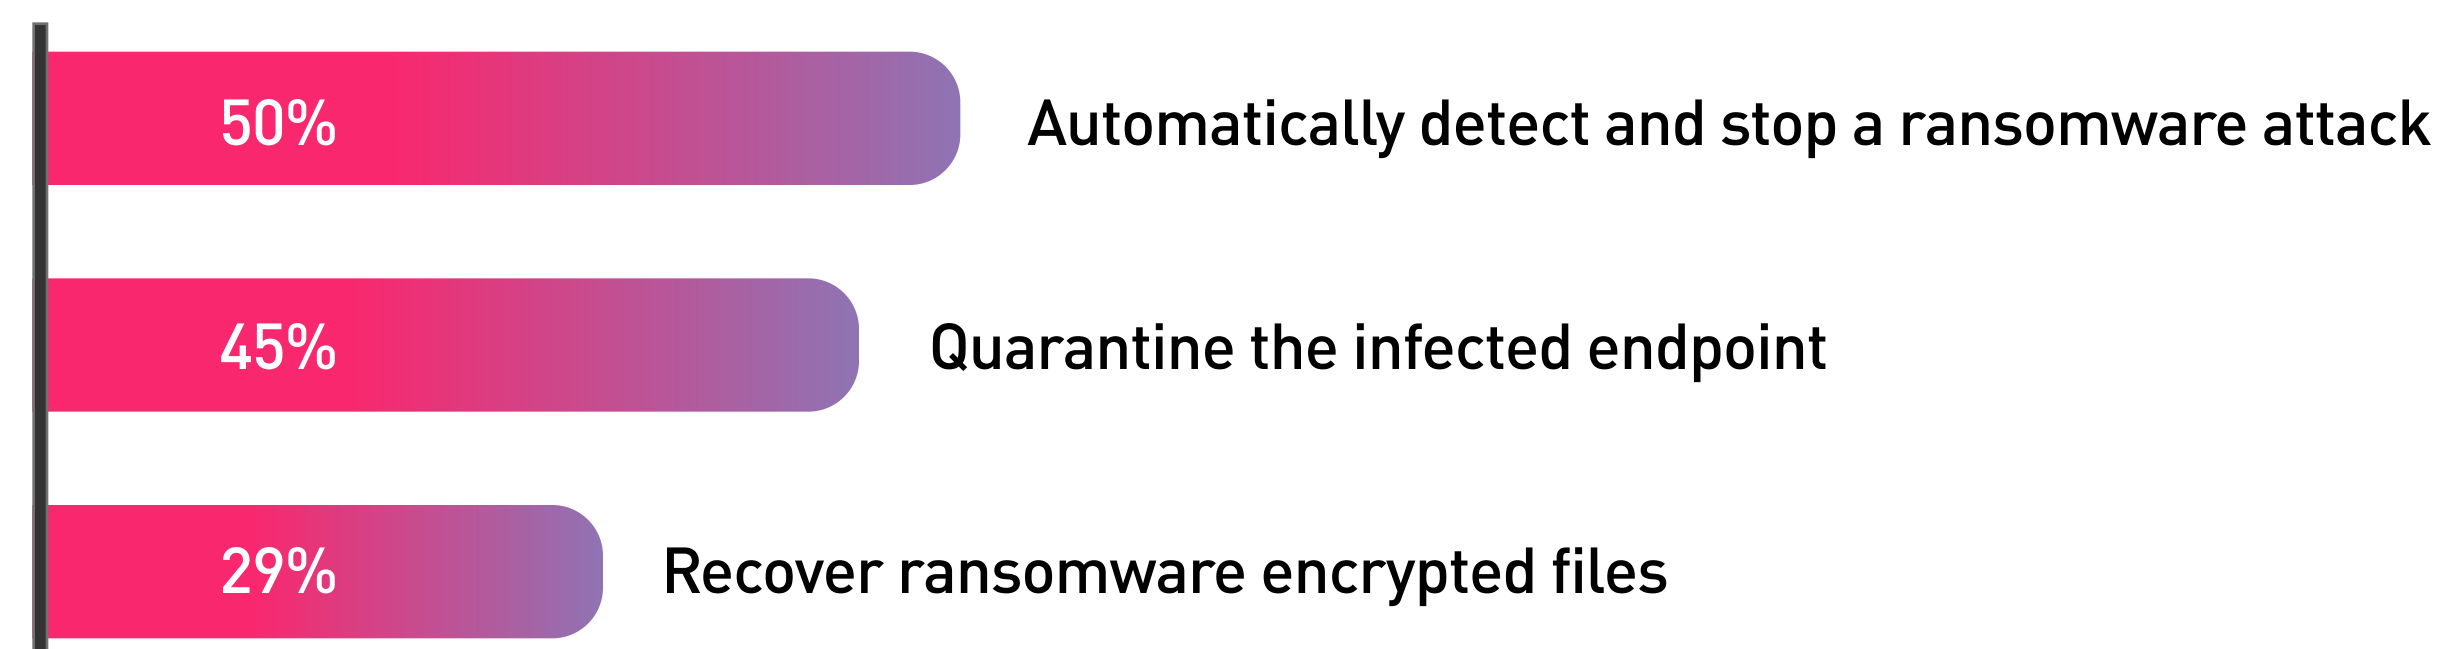 50% Automatically detect and stop a ransomware attack
45% Quarantine the infected endpoint
29% Recover ransomware encrypted files